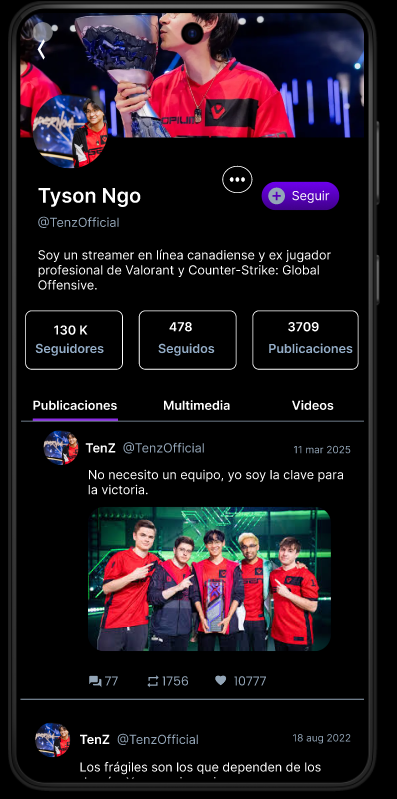 Tyson Ngo
@TenzOfficial
Seguir
Soy un streamer en línea canadiense y ex jugador
profesional de Valorant y Counter-Strike: Global
Offensive.
130 K
Seguidores
478
Seguidos
3709
Publicaciones
Publicaciones
Multimedia
Videos
TenZ @TenzOfficial
11 mar 2025
No necesito un equipo, yo soy la clave para
la victoria.
77
1756
10777
TenZ @TenzOfficial
18 aug 2022
Los frágiles son los que dependen de los